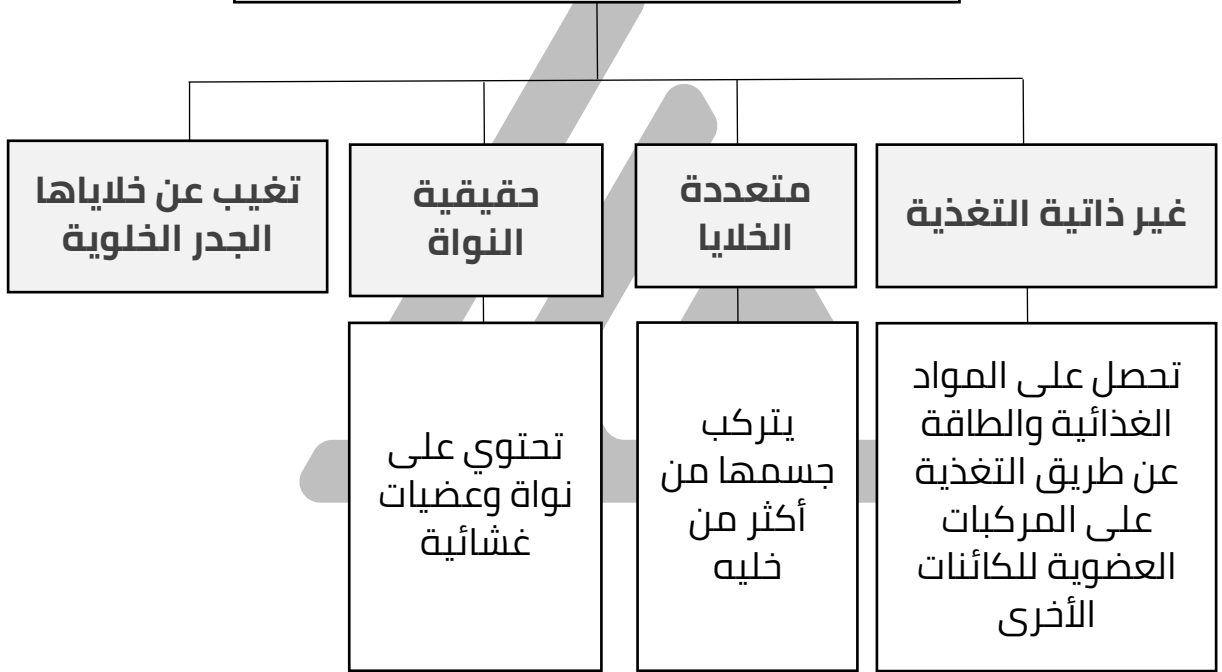 غير ذاتية التغذية
متعددة
الخلايا
حقيقية
النواة
تغيب عن خلاياها
الجدر الخلوية
تحصل على المواد
الغذائية والطاقة
عن طريق التغذية
على المركبات
العضوية للكائنات
الأخرى
يتركب
جسمها من
أكثر من
خليه
تحتوي على
نواة وعضيات
غشائية